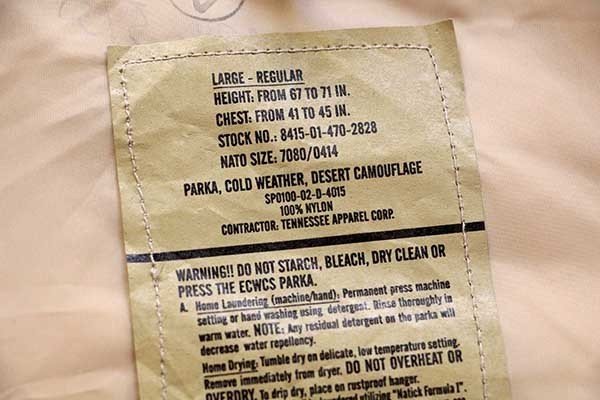 LARGE - REGULAR
HEIGHT: FROM 67 TO 71 IN.
CHEST: FROM 41 TO 45 IN.
STOCK NO.: 8415-01-470-2828
NATO SIZE: 7080/0414
PARKA, COLD WEATHER, DESERT CAMOUFLAGE
SPO100-02-D-4015
100% NYLON
CONTRACTOR: TENNESSEE APPAREL CORP.
WARNING!! DO NOT STARCH, BLEACH, DRY CLEAN OR
PRESS THE ECWCS PARKA.
A. Home Laundering (machine/hand): Permanent press machine
setting or hand washing using detergent. Rinse thoroughly in
warm water. NOTE: Any residual detergent on the parka will
decrease water repellency.
Home Drying: Tumble dry on delicate, low temperature setting.
Remove immediately from dryer. DO NOT OVERHEAT OR
OVERDRY. To drip dry, place on rustproof hanger.
utilizing "Natick Formula I".